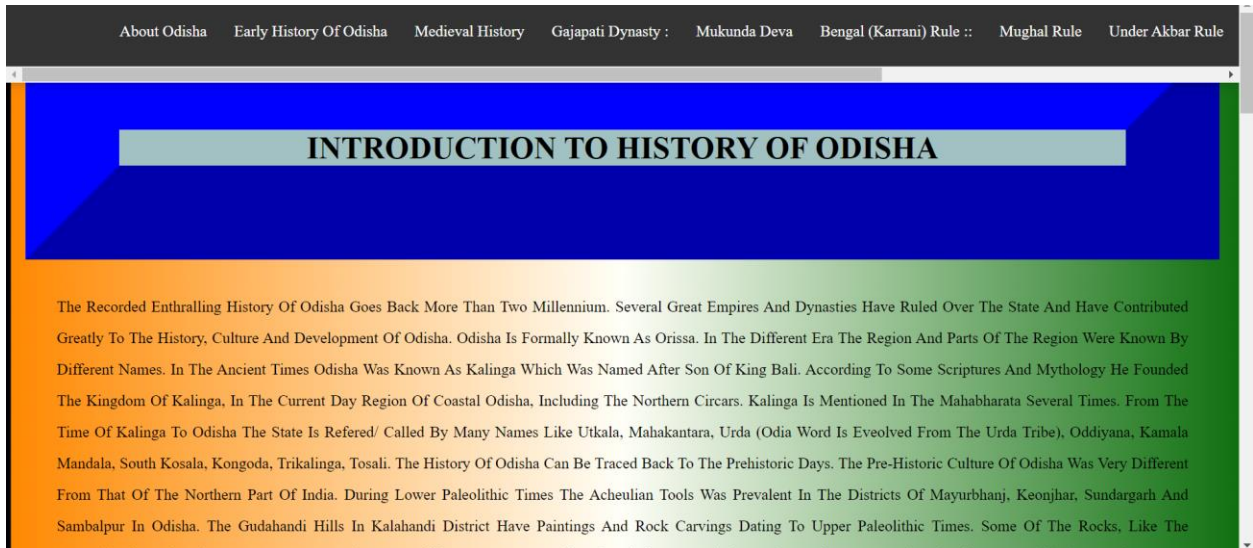 About Odisha Early History Of Odisha Medieval History Gajapati Dynasty : Mukunda Deva Bengal (Karrani) Rule :: Mughal Rule Under Akbar Rule
INTRODUCTION TO HISTORY OF ODISHA
The Recorded Enthralling History Of Odisha Goes Back More Than Two Millennium. Several Great Empires And Dynasties Have Ruled Over The State And Have Contributed
Greatly To The History, Culture And Development Of Odisha. Odisha Is Formally Known As Orissa. In The Different Era The Region And Parts Of The Region Were Known By
Different Names. In The Ancient Times Odisha Was Known As Kalinga Which Was Named After Son Of King Bali. According To Some Scriptures And Mythology He Founded
The Kingdom Of Kalinga, In The Current Day Region Of Coastal Odisha, Including The Northern Circars. Kalinga Is Mentioned In The Mahabharata Several Times. From The
Time Of Kalinga To Odisha The State Is Refered/ Called By Many Names Like Utkala, Mahakantara, Urda (Odia Word Is Eveolved From The Urda Tribe), Oddiyana, Kamala
Mandala, South Kosala, Kongoda, Trikalinga, Tosali. The History Of Odisha Can Be Traced Back To The Prehistoric Days. The Pre-Historic Culture Of Odisha Was Very Different
From That Of The Northern Part Of India. During Lower Paleolithic Times The Acheulian Tools Was Prevalent In The Districts Of Mayurbhanj, Keonjhar, Sundargarh And
Sambalpur In Odisha. The Gudahandi Hills In Kalahandi District Have Paintings And Rock Carvings Dating To Upper Paleolithic Times. Some Of The Rocks, Like The